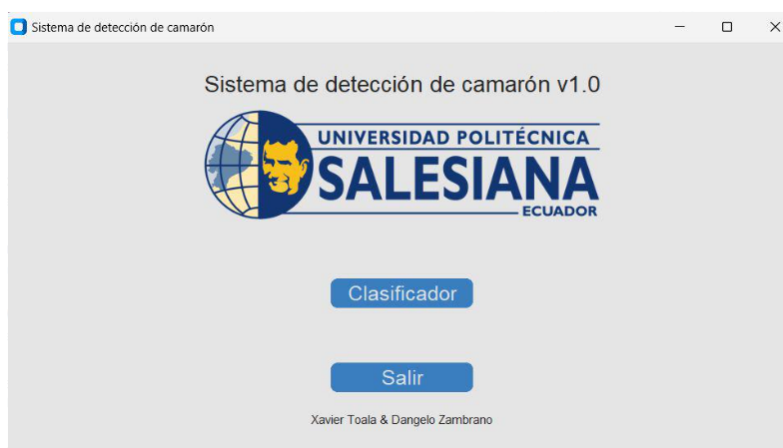 Sistema de detección de camarón
Sistema de detección de camarón v1.0
UNIVERSIDAD POLITÉCNICA
SALESIANA
ECUADOR
Clasificador
Salir
Xavier Toala & Dangelo Zambrano